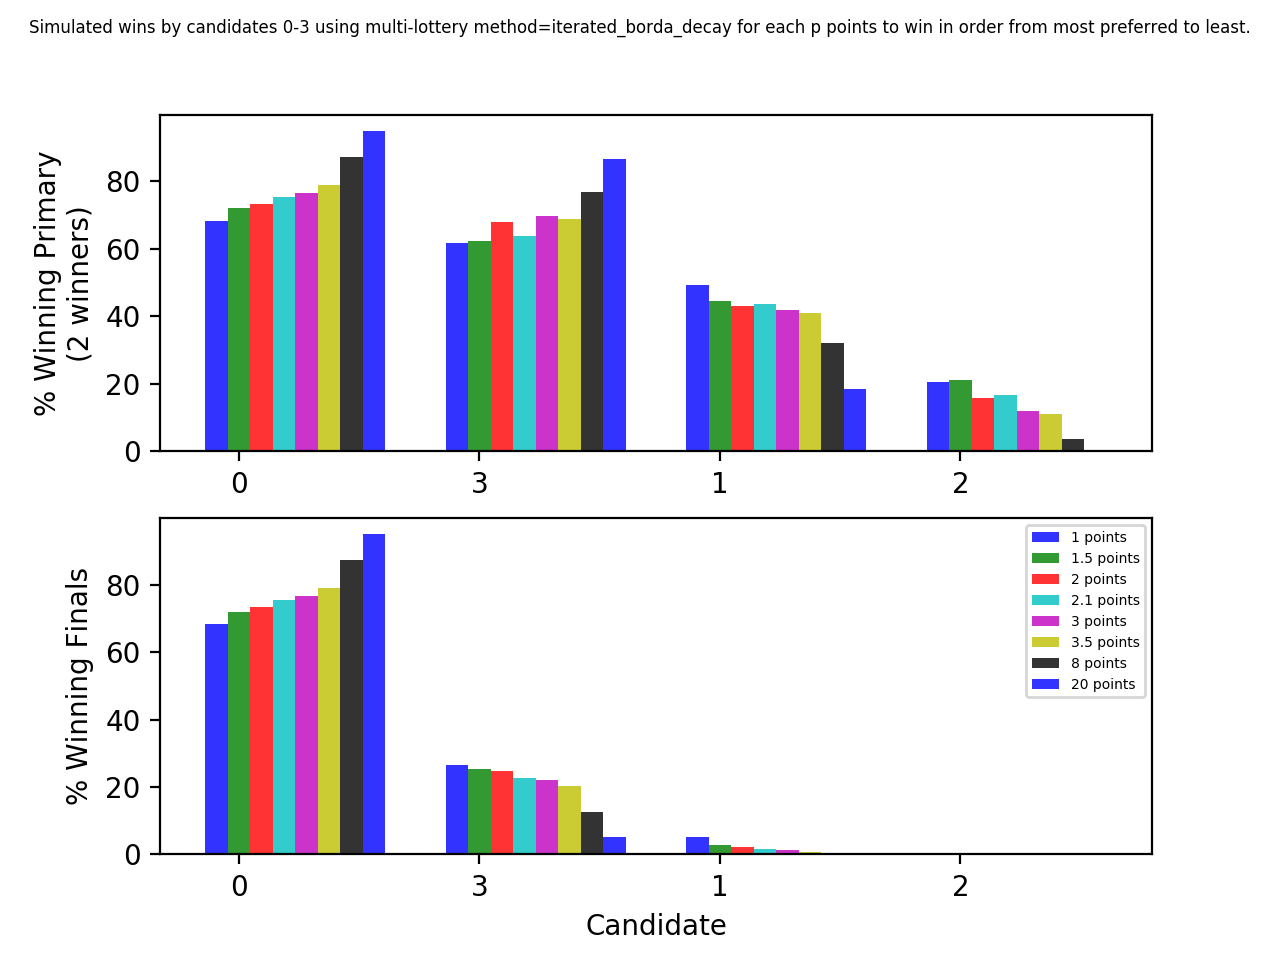 Simulated wins by candidates 0-3 using multi-lottery method=iterated_borda_decay for each p points to win in order from most preferred to least.
% Winning Primary
(2 winners)
80
60
40
20
0
0 3 1 2
% Winning Finals
80
60
40
20
0
1 points
1.5 points
2 points
2.1 points
3 points
3.5 points
8 points
20 points
0 3 1 2
Candidate